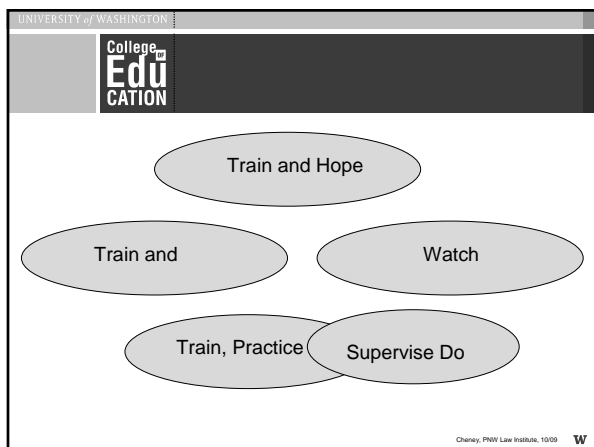 UNIVERSITY of WASHINGTON
College OF
Edu
CATION
Train and Hope
Train and
Watch
Train, Practice
Supervise Do
Cheney, PNW Law Institute, 10/09
W